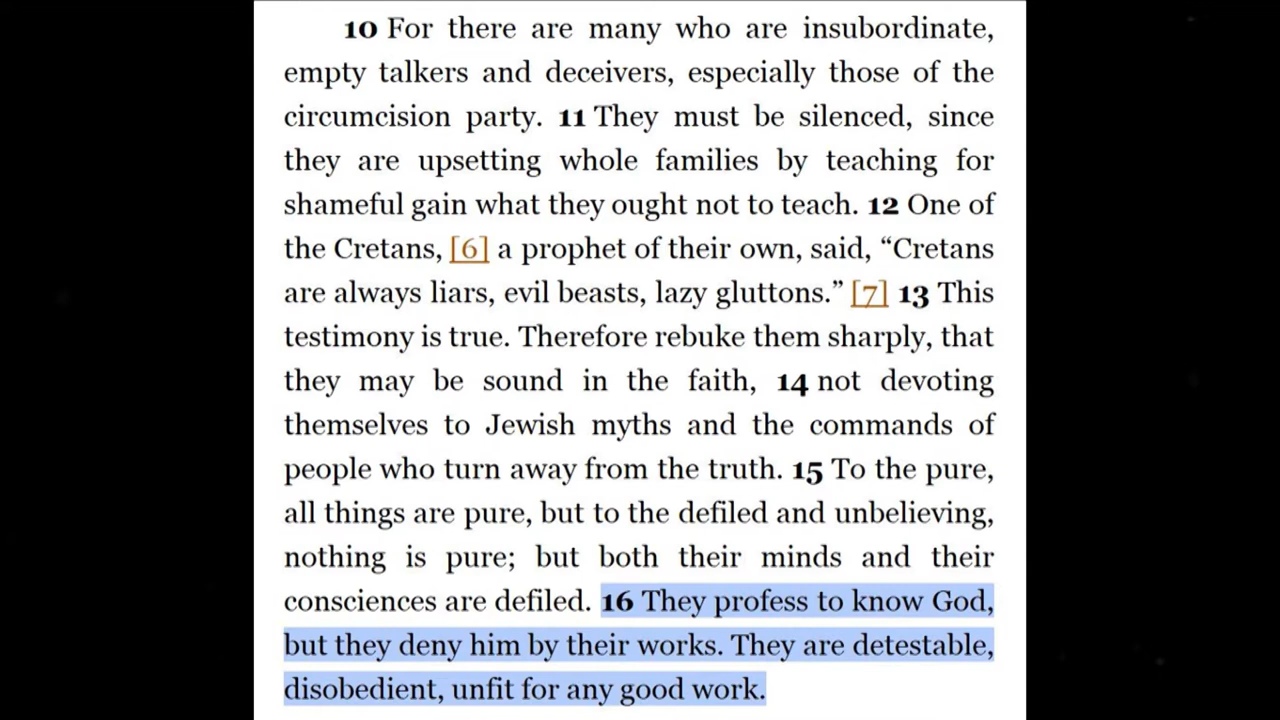 10 For there are many who are insubordinate,
empty talkers and deceivers, especially those of the
circumcision party. 11 They must be silenced, since
they are upsetting whole families by teaching for
shameful gain what they ought not to teach. 12 One of
the Cretans, [6] a prophet of their own, said, “Cretans
are always liars, evil beasts, lazy gluttons.” [7] 13 This
testimony is true. Therefore rebuke them sharply, that
they may be sound in the faith, 14 not devoting
themselves to Jewish myths and the commands of
people who turn away from the truth. 15 To the pure,
all things are pure, but to the defiled and unbelieving,
nothing is pure; but both their minds and their
consciences are defiled. 16 They profess to know God,
but they deny him by their works. They are detestable,
disobedient, unfit for any good work.